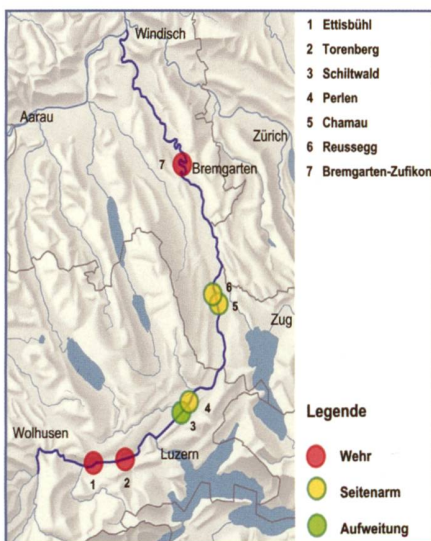 Windisch
Aarau
Zürich
7
Bremgarten
6
5
Zug
4
3
Wolhusen
Luzern
1
2
1 Ettisbühl
2 Torenberg
3 Schiltwald
4 Perlen
5 Chamau
6 Reussegg
7 Bremgarten-Zufikon
Legende
Wehr
Seitenarm
Aufweitung